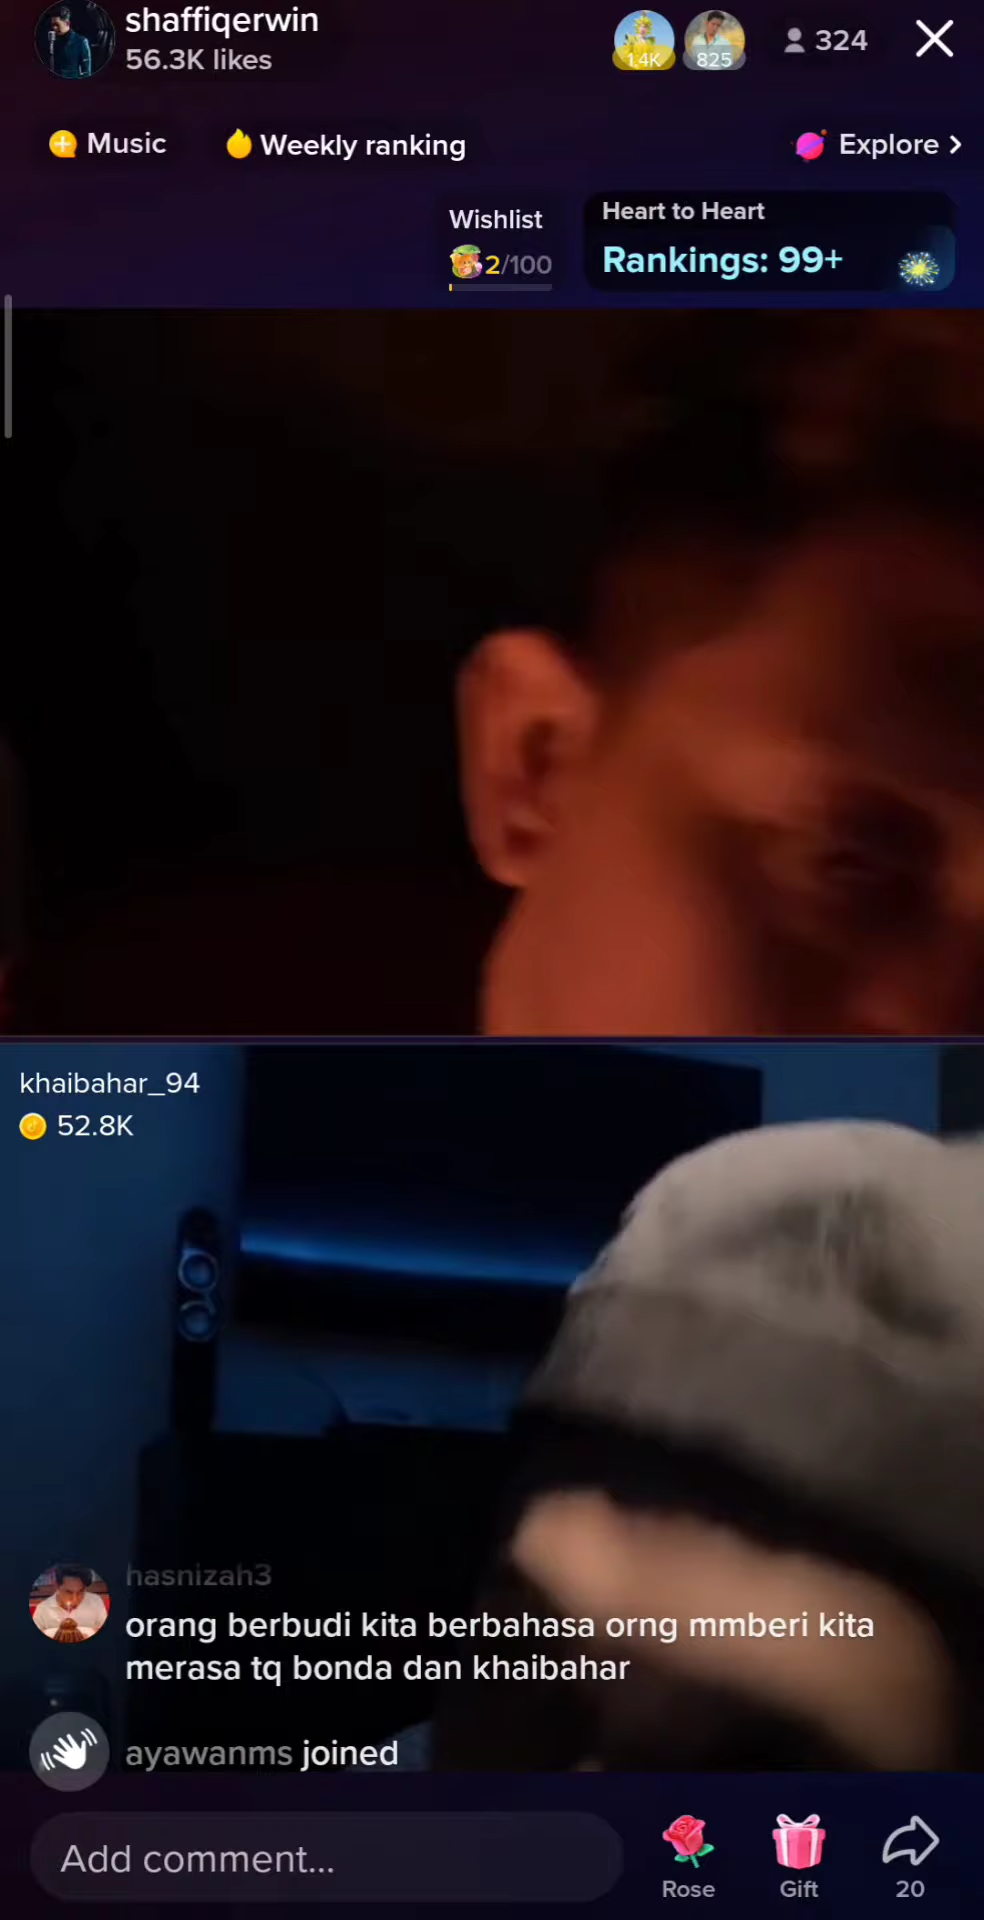 shaffiqerwin
56.3K likes
1.4K
825
324
Music
Weekly ranking
Explore
Wishlist
2/100
Heart to Heart
Rankings: 99+
khaibahar_94
52.8K
hasnizah3
orang berbudi kita berbahasa orng mmberi kita
merasa tq bonda dan khaibahar
ayawanms joined
Add comment...
Rose
Gift
20